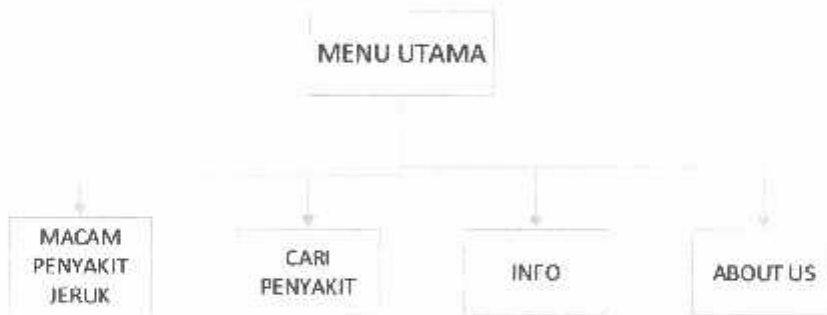 MENU UTAMA
MACAM
PENYAKIT
JERUK
CARI
PENYAKIT
INFO
ABOUT US